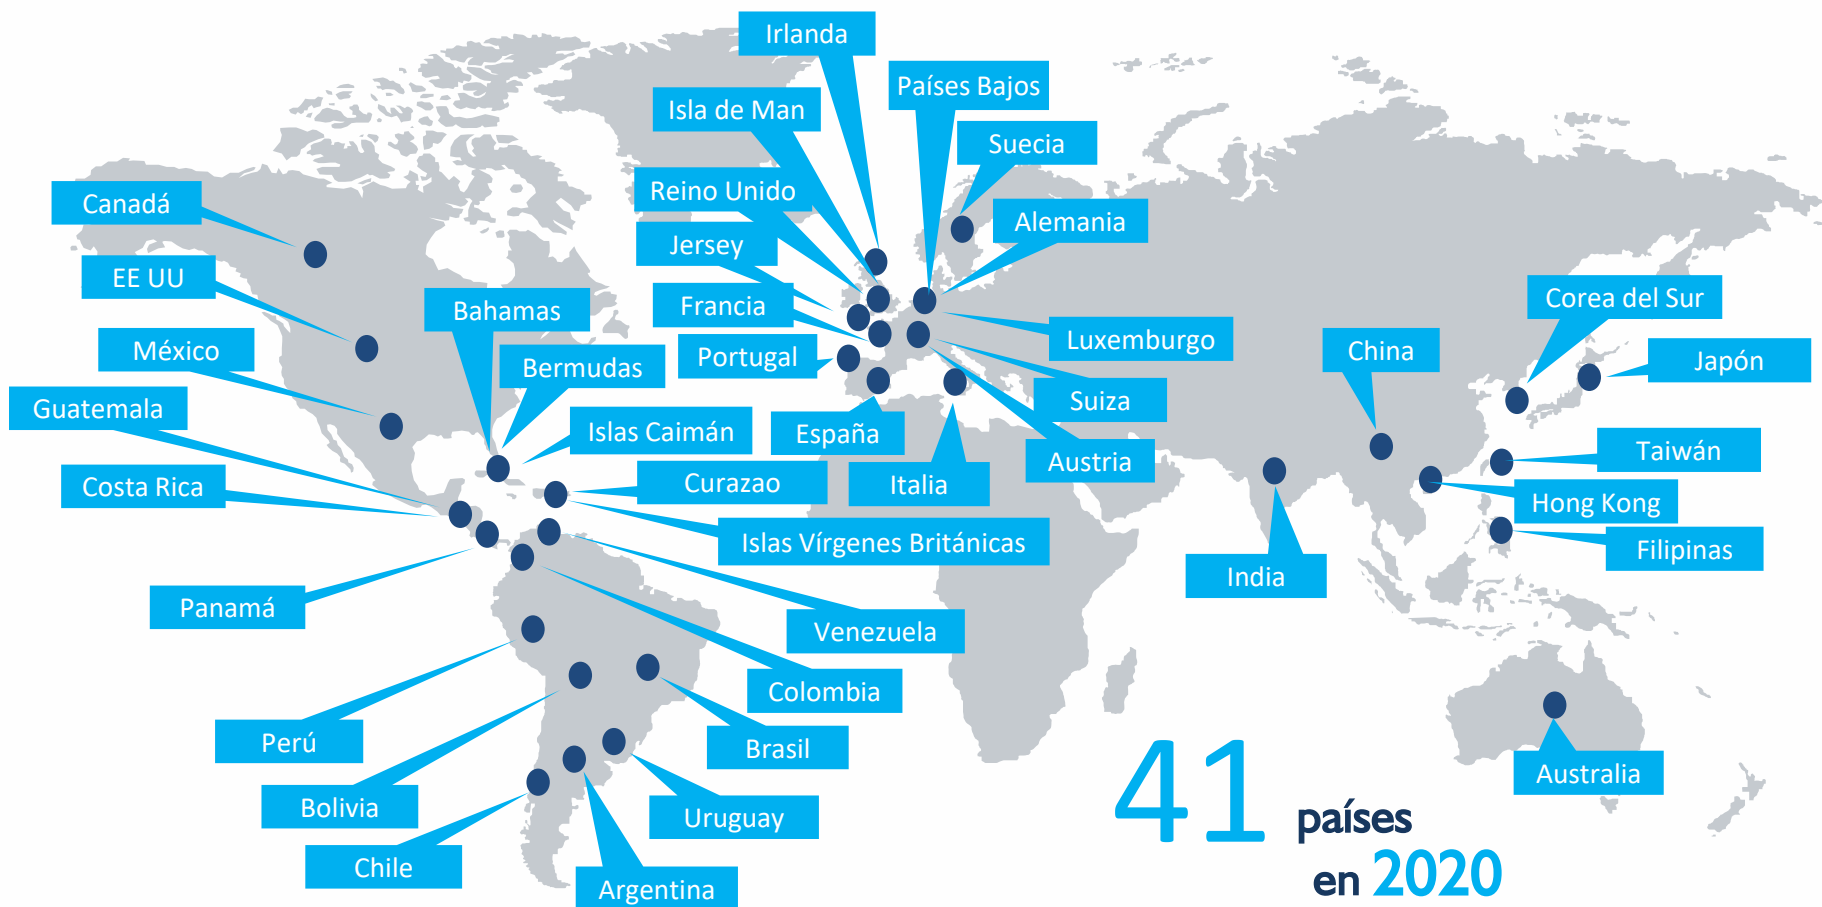 Irlanda
Países Bajos
Isla de Man
Suecia
Reino Unido
Canadá
Alemania
Jersey
EE UU
Bahamas
Francia
Corea del Sur
Luxemburgo
México
Bermudas
Portugal
China
Japón
Guatemala
Islas Caimán
España
Suiza
Costa Rica
Curazao
Italia
Austria
Taiwán
Hong Kong
Islas Vírgenes Británicas
Filipinas
India
Panamá
Venezuela
Colombia
Perú
Brasil
Australia
Bolivia
Uruguay
Chile
Argentina
41 países
en 2020